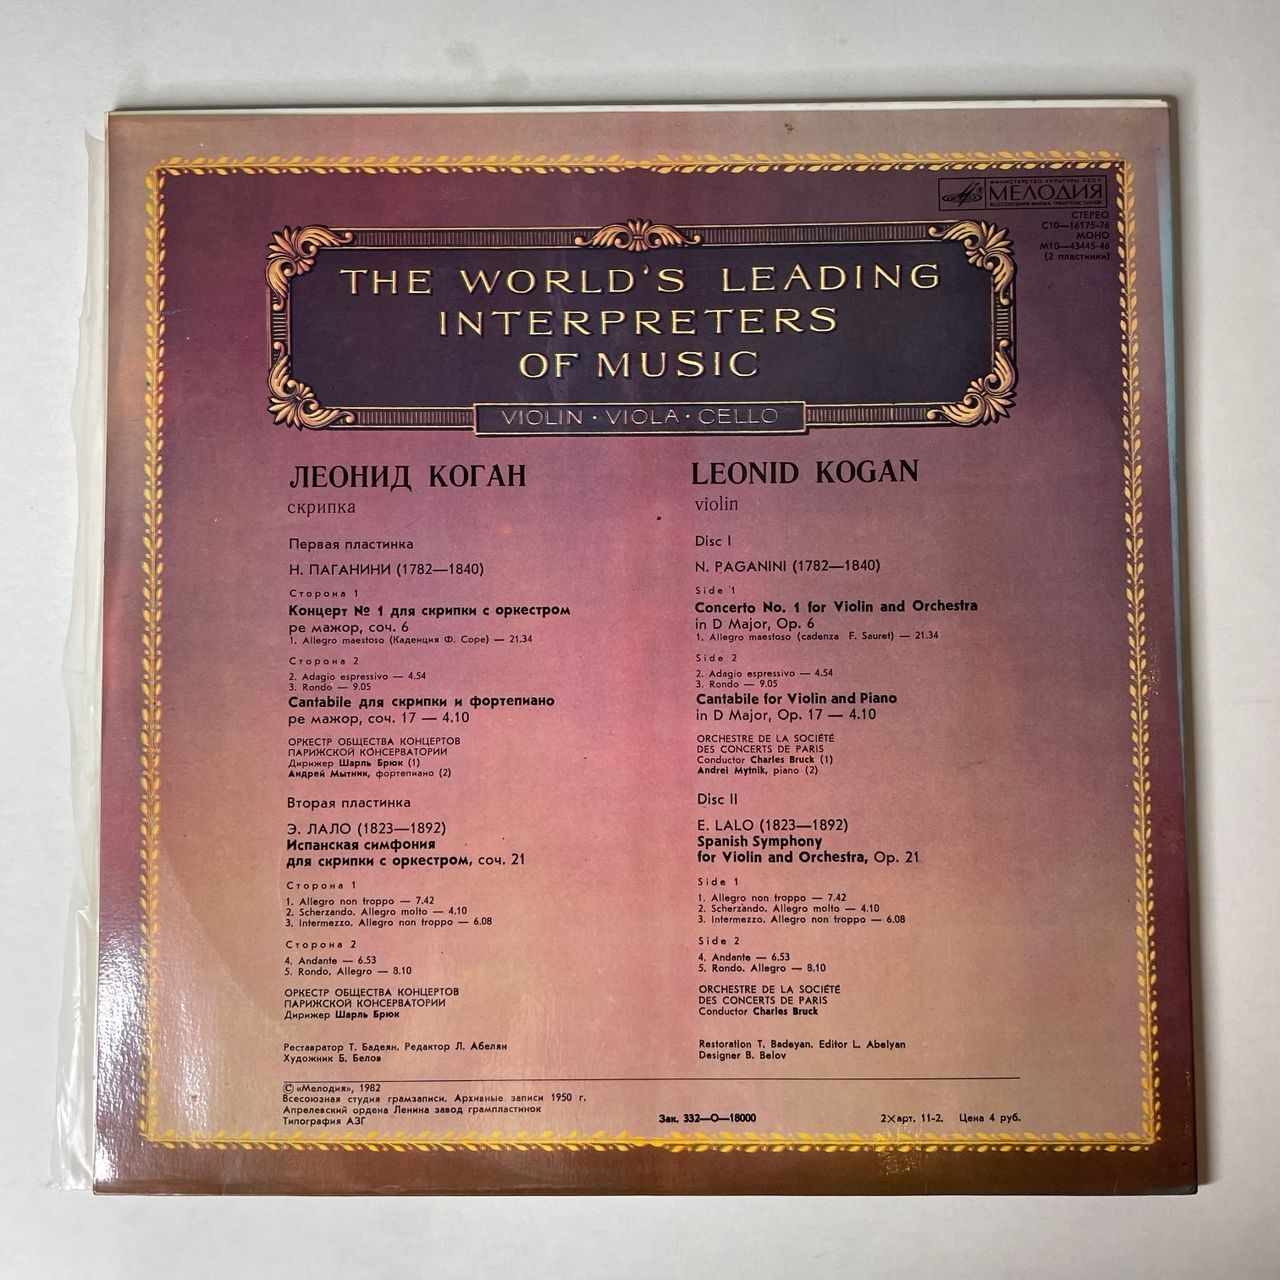 МИНИСТЕРСТВО КУЛЬТУРЫ СССР
МЕЛОДИЯ
ВСЕСОЮЗНАЯ ФИРМА ГРАМПЛАСТИНОК
СТЕРЕО
С10—16175-76
МОНО
М10—43445-46
(2 пластинки)
THE WORLD'S LEADING
INTERPRETERS
OF MUSIC
VIOLIN · VIOLA · CELLO
ЛЕОНИД КОГАН
скрипка
Первая пластинка
Н. ПАГАНИНИ (1782—1840)
Сторона 1
Концерт № 1 для скрипки с оркестром
ре мажор, соч. 6
1. Allegro maestoso (Каденция Ф. Соре) — 21.34
Сторона 2
2. Adagio espressivo — 4.54
3. Rondo — 9.05
Cantabile для скрипки и фортепиано
ре мажор, соч. 17 — 4.10
ОРКЕСТР ОБЩЕСТВА КОНЦЕРТОВ
ПАРИЖСКОЙ КОНСЕРВАТОРИИ
Дирижер Шарль Брюк (1)
Андрей Мытник, фортепиано (2)
Вторая пластинка
Э. ЛАЛО (1823—1892)
Испанская симфония
для скрипки с оркестром, соч. 21
Сторона 1
1. Allegro non troppo — 7.42
2. Scherzando. Allegro molto — 4.10
3. Intermezzo. Allegro non troppo — 6.08
Сторона 2
4. Andante — 6.53
5. Rondo. Allegro — 8.10
ОРКЕСТР ОБЩЕСТВА КОНЦЕРТОВ
ПАРИЖСКОЙ КОНСЕРВАТОРИИ
Дирижер Шарль Брюк
Реставратор Т. Бадеян. Редактор Л. Абелян
Художник Б. Белов
LEONID KOGAN
violin
Disc I
N. PAGANINI (1782—1840)
Side 1
Concerto No. 1 for Violin and Orchestra
in D Major, Op. 6
1. Allegro maestoso (cadenza F. Sauret) — 21.34
Side 2
2. Adagio espressivo — 4.54
3. Rondo — 9.05
Cantabile for Violin and Piano
in D Major, Op. 17 — 4.10
ORCHESTRE DE LA SOCIÉTÉ
DES CONCERTS DE PARIS
Conductor Charles Bruck (1)
Andrei Mytnik, piano (2)
Disc II
E. LALO (1823—1892)
Spanish Symphony
for Violin and Orchestra, Op. 21
Side 1
1. Allegro non troppo — 7.42
2. Scherzando. Allegro molto — 4.10
3. Intermezzo. Allegro non troppo — 6.08
Side 2
4. Andante — 6.53
5. Rondo. Allegro — 8.10
ORCHESTRE DE LA SOCIÉTÉ
DES CONCERTS DE PARIS
Conductor Charles Bruck
Restoration T. Badeyan. Editor L. Abelyan
Designer B. Belov
© «Мелодия», 1982
Всесоюзная студия грамзаписи. Архивные записи 1950 г.
Апрелевский ордена Ленина завод грампластинок
Типография АЗГ
Зак. 332—О—18000
2×арт. 11-2. Цена 4 руб.